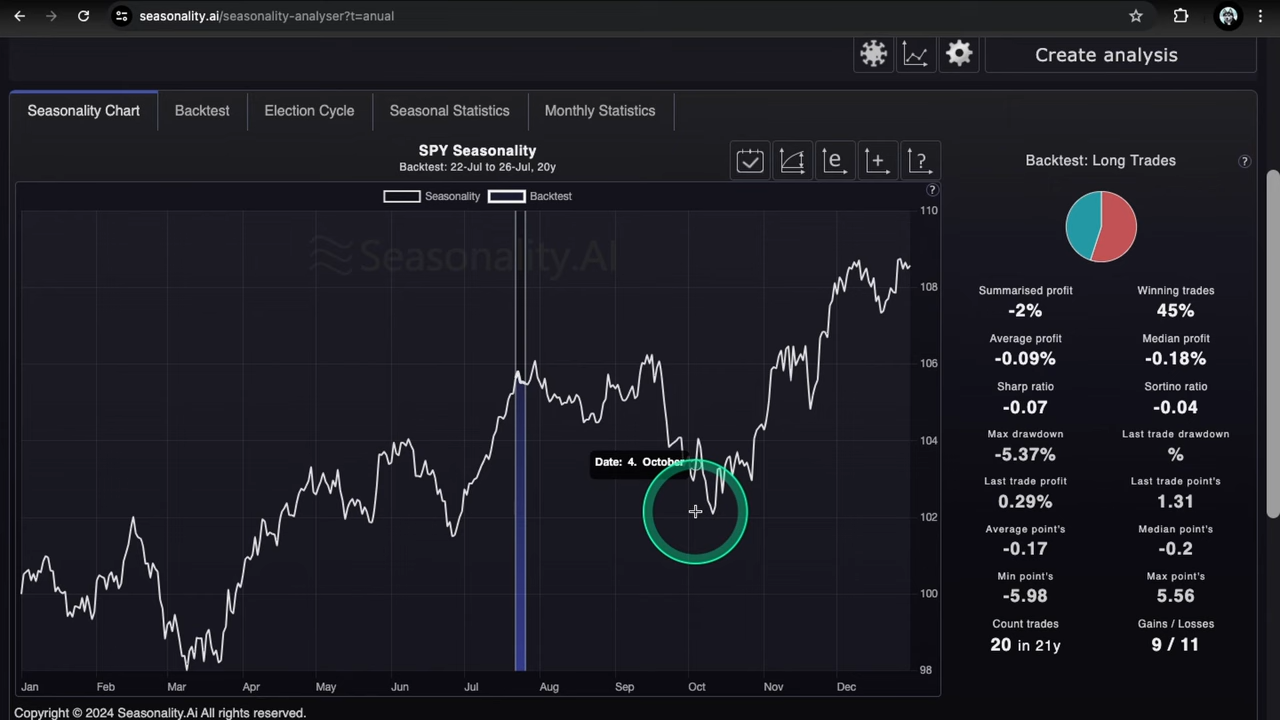 seasonality.ai/seasonality-analyser?t=anual
Create analysis
Seasonality Chart
Backtest
Election Cycle
Seasonal Statistics
Monthly Statistics
SPY Seasonality
Backtest: 22-Jul to 26-Jul, 20y
e
?
Seasonality
Backtest
?
Seasonality.AI
110
108
106
104
102
100
98
Date: 4. October
Jan
Feb
Mar
Apr
May
Jun
Jul
Aug
Sep
Oct
Nov
Dec
Backtest: Long Trades
?
Summarised profit
-2%
Winning trades
45%
Average profit
-0.09%
Median profit
-0.18%
Sharp ratio
-0.07
Sortino ratio
-0.04
Max drawdown
-5.37%
Last trade drawdown
%
Last trade profit
0.29%
Last trade point's
1.31
Average point's
-0.17
Median point's
-0.2
Min point's
-5.98
Max point's
5.56
Count trades
20 in 21y
Gains / Losses
9 / 11
Copyright © 2024 Seasonality.Ai All rights reserved.